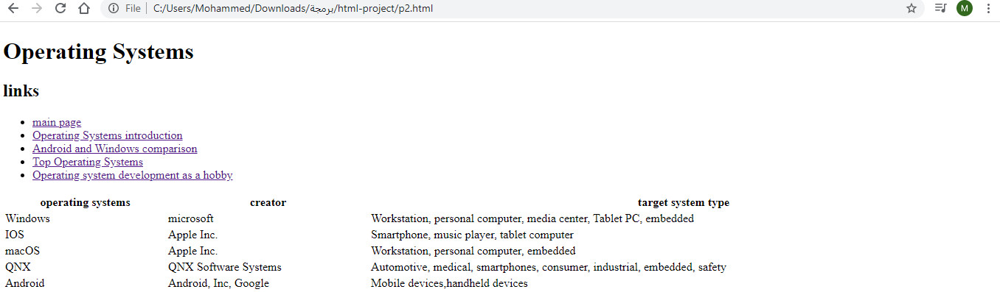 File C:/Users/Mohammed/Downloads/برمجة/html-project/p2.html M
Operating Systems
links
main page
Operating Systems introduction
Android and Windows comparison
Top Operating Systems
Operating system development as a hobby
operating systems creator target system type
Windows microsoft Workstation, personal computer, media center, Tablet PC, embedded
IOS Apple Inc. Smartphone, music player, tablet computer
macOS Apple Inc. Workstation, personal computer, embedded
QNX QNX Software Systems Automotive, medical, smartphones, consumer, industrial, embedded, safety
Android Android, Inc, Google Mobile devices,handheld devices